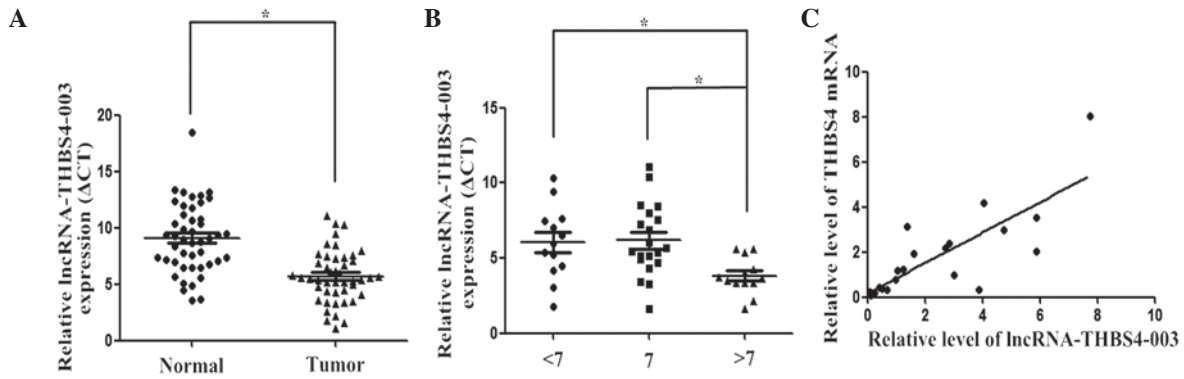 A
*
Relative lncRNA-THBS4-003
expression (ΔCT)
20
15
10
5
0
Normal
Tumor
B
*
*
Relative lncRNA-THBS4-003
expression (ΔCT)
15
10
5
0
<7
7
>7
C
Relative level of THBS4 mRNA
10
8
6
4
2
0
0
2
4
6
8
10
Relative level of lncRNA-THBS4-003